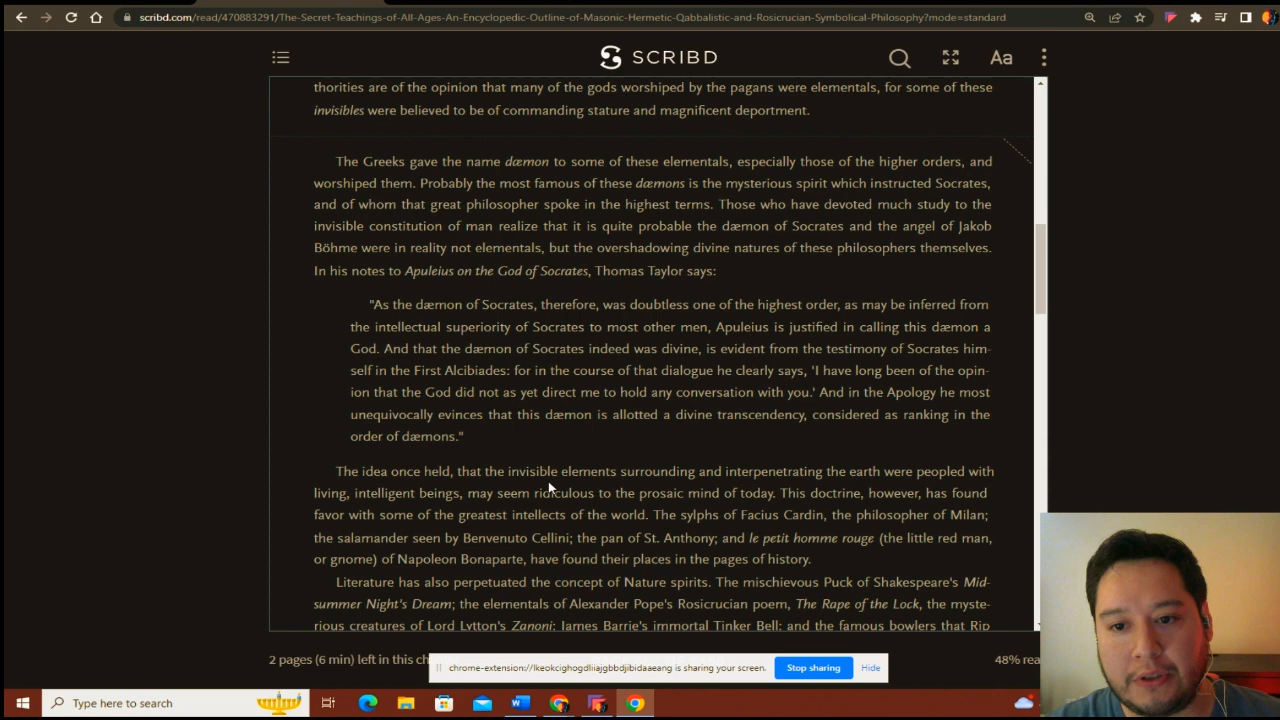 scribd.com/read/470883291/The-Secret-Teachings-of-All-Ages-An-Encyclopedic-Outline-of-Masonic-Hermetic-Qabbalistic-and-Rosicrucian-Symbolical-Philosophy?mode=standard
SCRIBD
Aa
thorities are of the opinion that many of the gods worshiped by the pagans were elementals, for some of these
invisibles were believed to be of commanding stature and magnificent deportment.
The Greeks gave the name dæmon to some of these elementals, especially those of the higher orders, and
worshiped them. Probably the most famous of these dæmons is the mysterious spirit which instructed Socrates,
and of whom that great philosopher spoke in the highest terms. Those who have devoted much study to the
invisible constitution of man realize that it is quite probable the dæmon of Socrates and the angel of Jakob
Böhme were in reality not elementals, but the overshadowing divine natures of these philosophers themselves.
In his notes to Apuleius on the God of Socrates, Thomas Taylor says:
"As the dæmon of Socrates, therefore, was doubtless one of the highest order, as may be inferred from
the intellectual superiority of Socrates to most other men, Apuleius is justified in calling this dæmon a
God. And that the dæmon of Socrates indeed was divine, is evident from the testimony of Socrates him-
self in the First Alcibiades: for in the course of that dialogue he clearly says, 'I have long been of the opin-
ion that the God did not as yet direct me to hold any conversation with you.' And in the Apology he most
unequivocally evinces that this dæmon is allotted a divine transcendency, considered as ranking in the
order of dæmons."
The idea once held, that the invisible elements surrounding and interpenetrating the earth were peopled with
living, intelligent beings, may seem ridiculous to the prosaic mind of today. This doctrine, however, has found
favor with some of the greatest intellects of the world. The sylphs of Facius Cardin, the philosopher of Milan;
the salamander seen by Benvenuto Cellini; the pan of St. Anthony; and le petit homme rouge (the little red man,
or gnome) of Napoleon Bonaparte, have found their places in the pages of history.
Literature has also perpetuated the concept of Nature spirits. The mischievous Puck of Shakespeare's Mid-
summer Night's Dream; the elementals of Alexander Pope's Rosicrucian poem, The Rape of the Lock, the myste-
rious creatures of Lord Lytton's Zanoni; James Barrie's immortal Tinker Bell; and the famous bowlers that Rip
2 pages (6 min) left in this ch
chrome-extension://lkeokcighogdliiajgbbdjibidaaeang is sharing your screen.
Stop sharing
Hide
48% rea
Type here to search